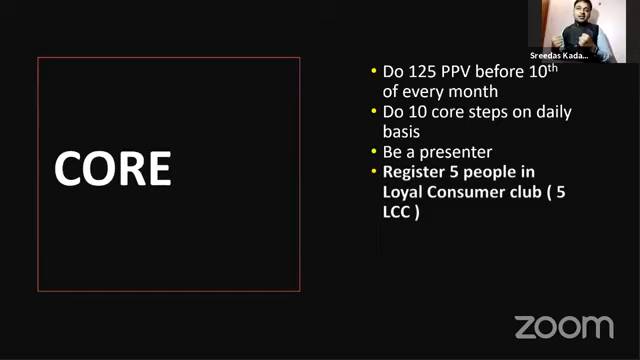 Sreedas Kada...
CORE
• Do 125 PPV before 10th
of every month
• Do 10 core steps on daily
basis
• Be a presenter
• Register 5 people in
Loyal Consumer club ( 5
LCC )
zoom